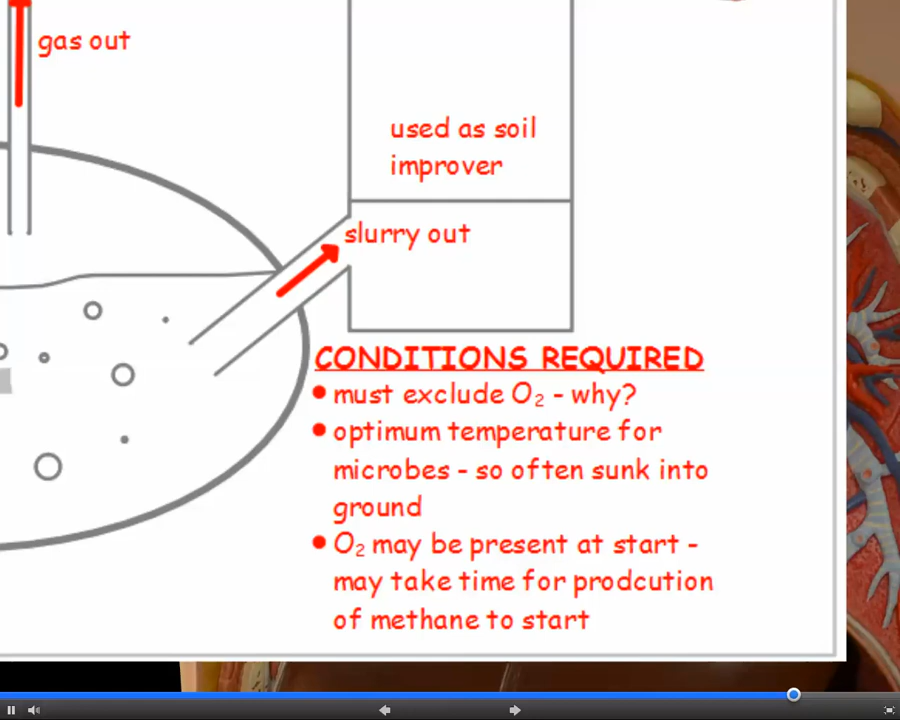 gas out
used as soil
improver
slurry out
CONDITIONS REQUIRED
• must exclude O₂ - why?
• optimum temperature for
microbes - so often sunk into
ground
• O₂ may be present at start -
may take time for prodcution
of methane to start